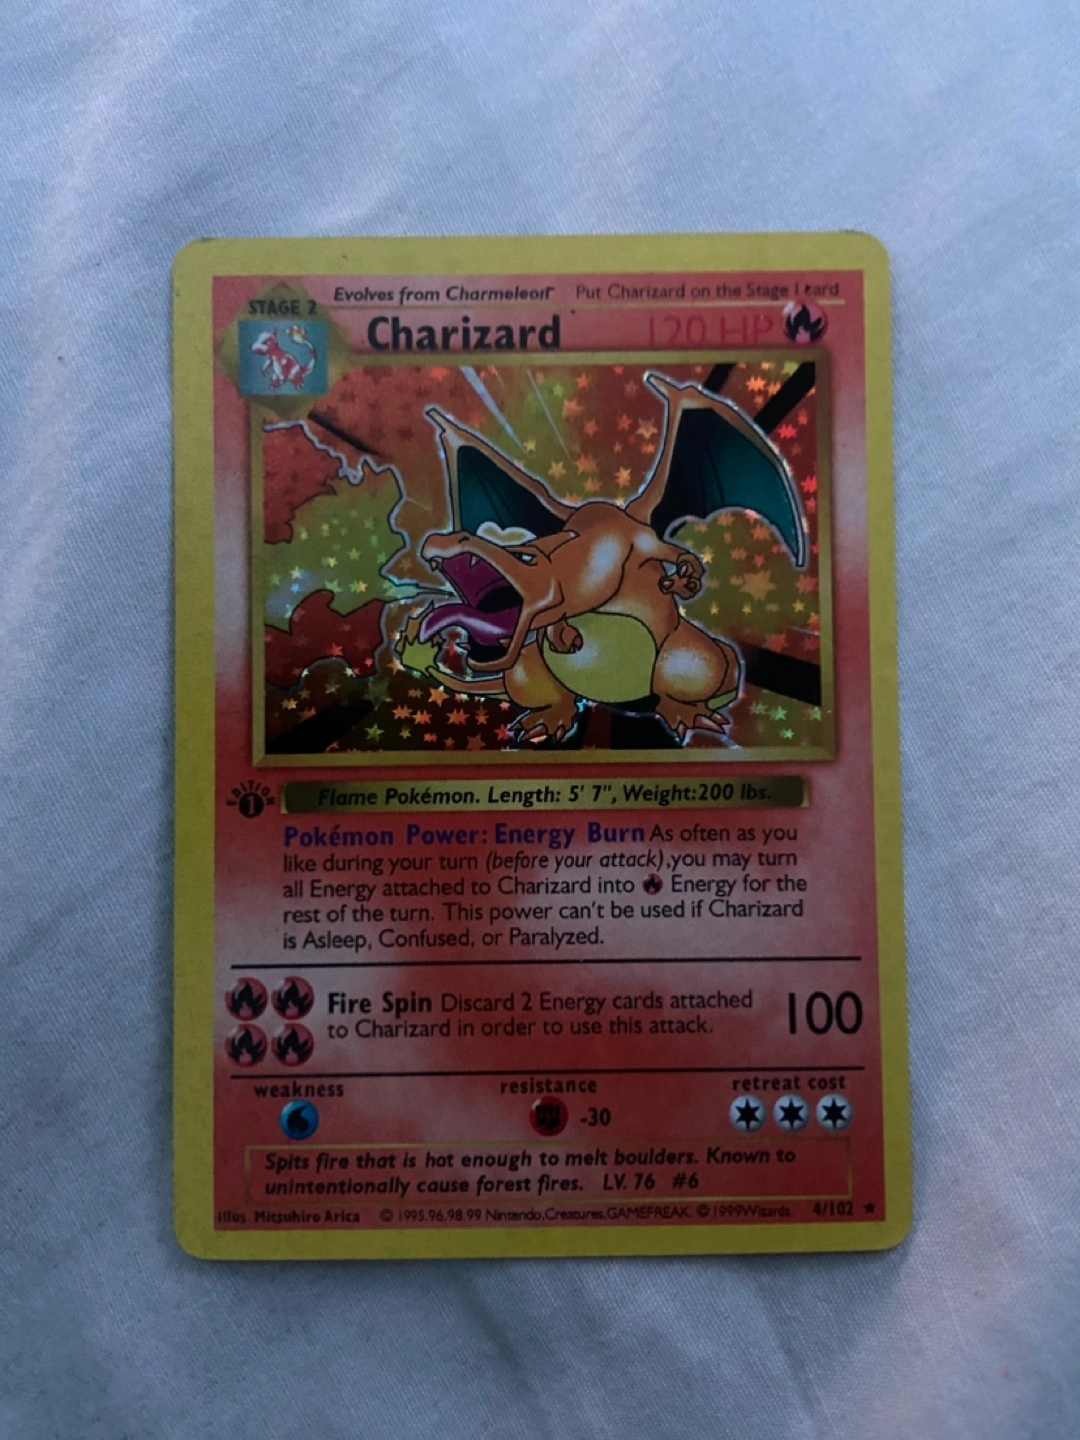 Evolves from Charmeleon Put Charizard on the Stage 1 card
STAGE 2
Charizard 120 HP
EDITION
1
Flame Pokémon. Length: 5' 7", Weight:200 lbs.
Pokémon Power: Energy Burn As often as you
like during your turn (before your attack),you may turn
all Energy attached to Charizard into Energy for the
rest of the turn. This power can't be used if Charizard
is Asleep, Confused, or Paralyzed.
Fire Spin Discard 2 Energy cards attached
to Charizard in order to use this attack.
100
weakness resistance retreat cost
-30
Spits fire that is hot enough to melt boulders. Known to
unintentionally cause forest fires. LV. 76 #6
Illus. Mitsuhiro Arica © 1995,96,98,99 Nintendo,Creatures,GAMEFREAK. © 1999Wizards. 4/102 ★